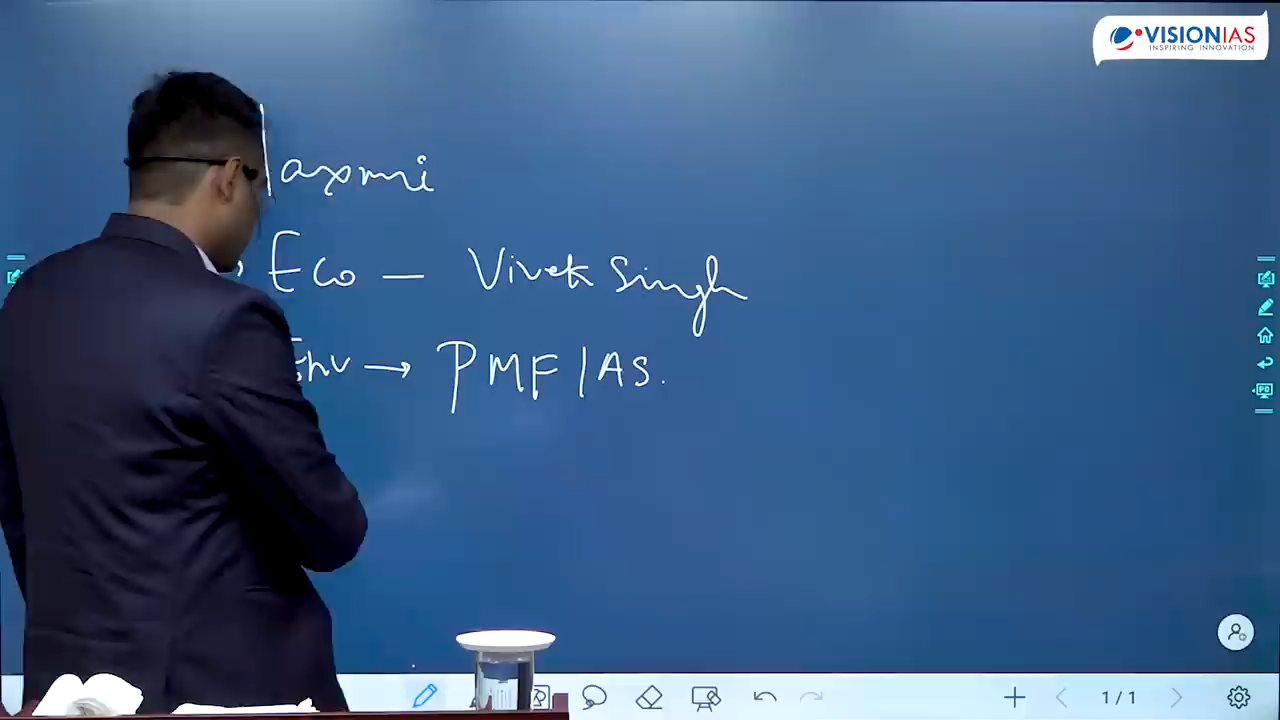 VISIONIAS
INSPIRING INNOVATION
laxmi
Eco — Vivek Singh
Env → PMF IAS.
1/1